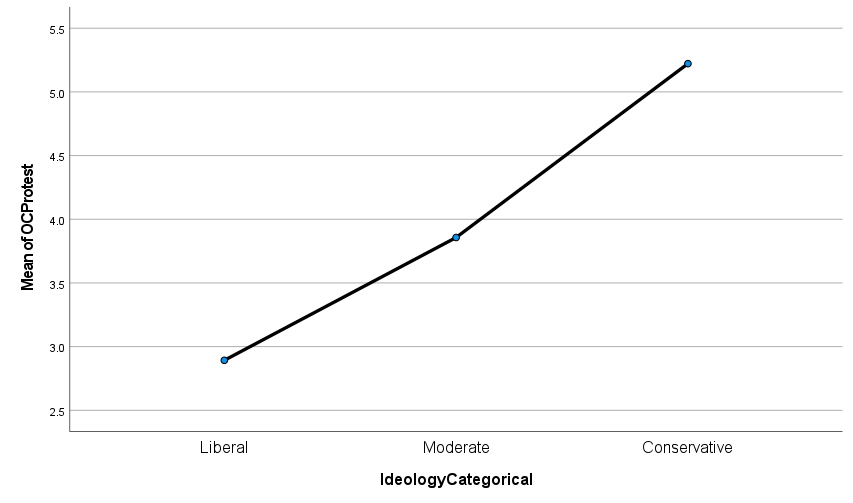 5.5
5.0
4.5
4.0
3.5
3.0
2.5
Mean of OCProtest
Liberal Moderate Conservative
IdeologyCategorical